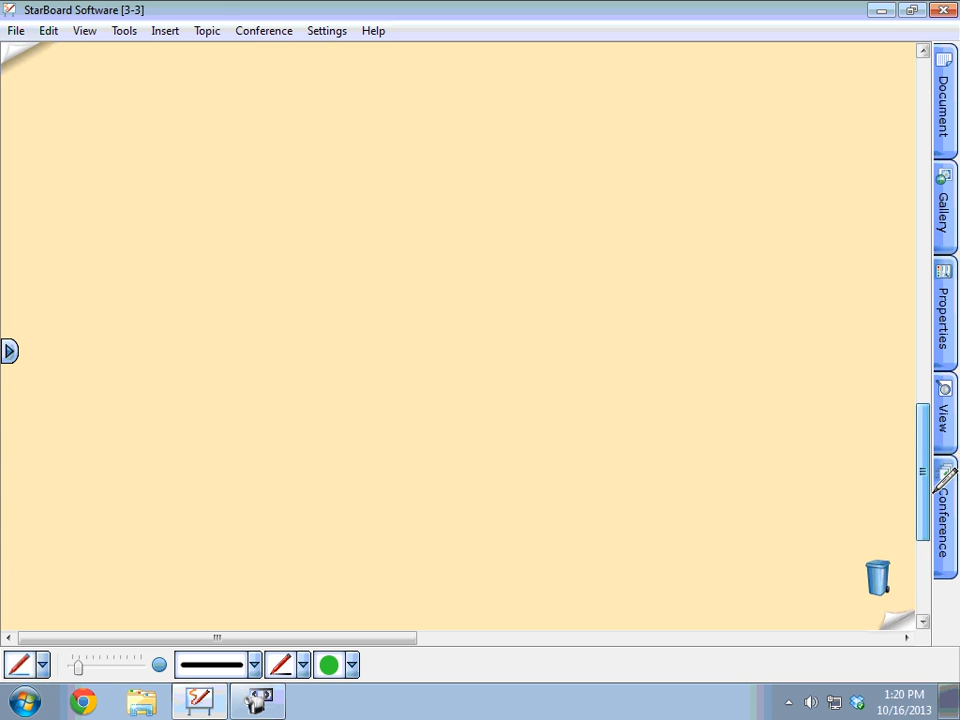 StarBoard Software [3-3]
File Edit View Tools Insert Topic Conference Settings Help
Document
Gallery
Properties
View
Conference
1:20 PM
10/16/2013